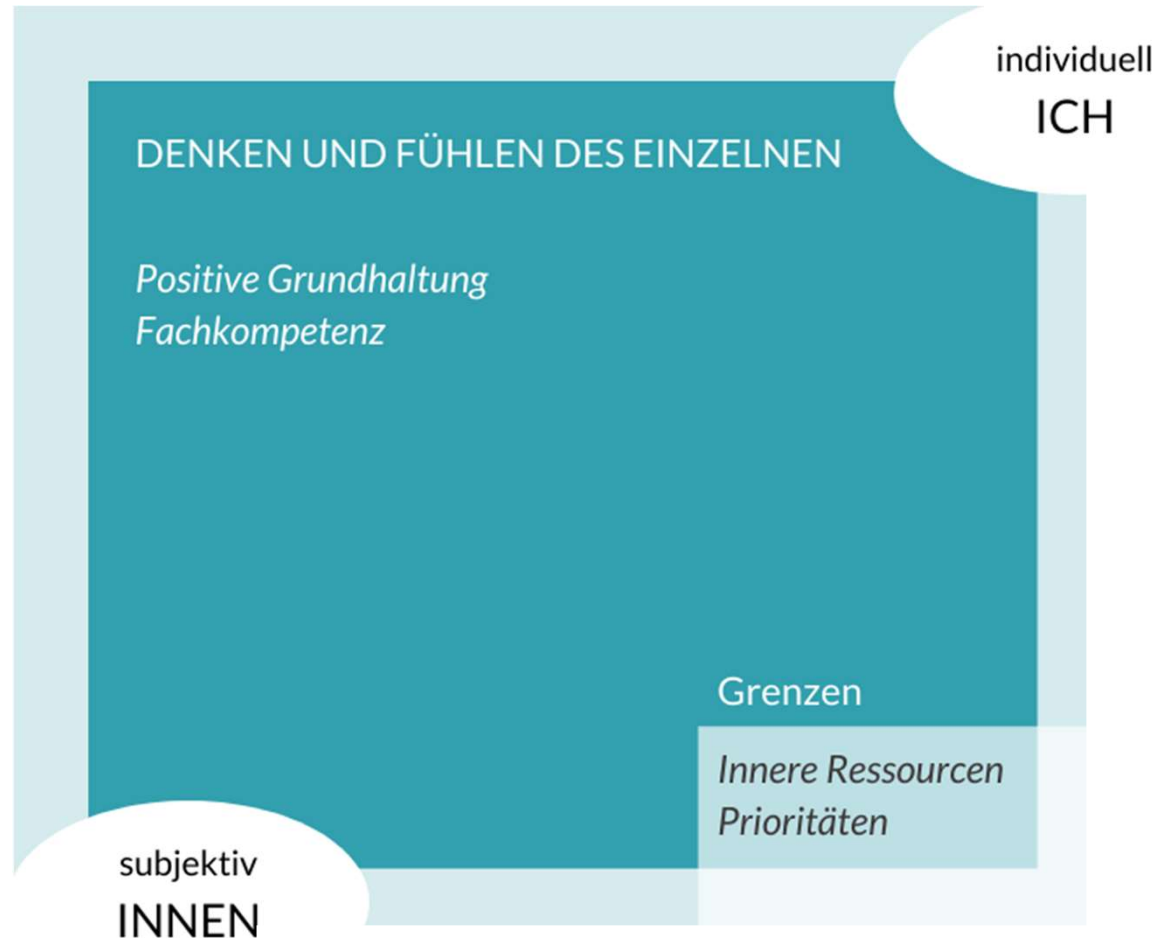 individuell
ICH
DENKEN UND FÜHLEN DES EINZELNEN
Positive Grundhaltung
Fachkompetenz
Grenzen
Innere Ressourcen
Prioritäten
subjektiv
INNEN